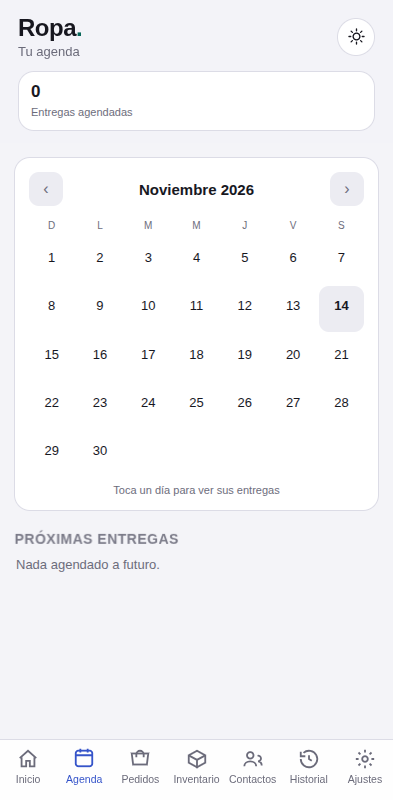 Ropa.
Tu agenda
0
Entregas agendadas
‹ Noviembre 2026 ›
D L M M J V S
1 2 3 4 5 6 7
8 9 10 11 12 13 14
15 16 17 18 19 20 21
22 23 24 25 26 27 28
29 30
Toca un día para ver sus entregas
PRÓXIMAS ENTREGAS
Nada agendado a futuro.
Inicio Agenda Pedidos Inventario Contactos Historial Ajustes